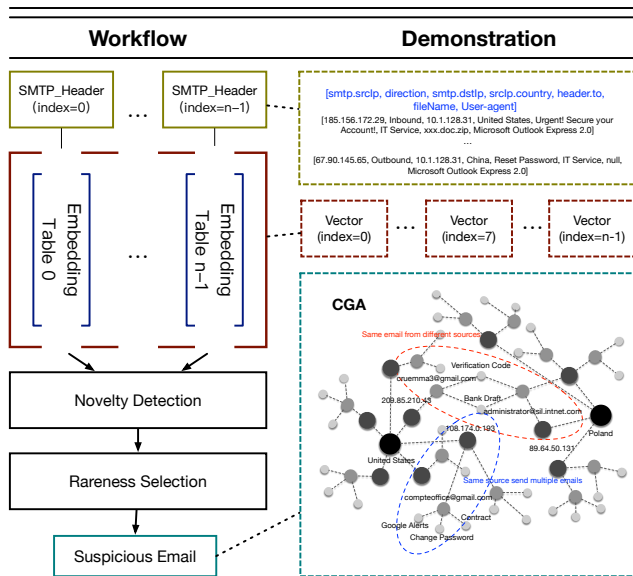 Workflow
Demonstration
SMTP_Header
(index=0)
...
SMTP_Header
(index=n-1)
[smtp.srcIp, direction, smtp.dstIp, srcIp.country, header.to,
fileName, User-agent]
[185.156.172.29, Inbound, 10.1.128.31, United States, Urgent! Secure your
Account!, IT Service, xxx.doc.zip, Microsoft Outlook Express 2.0]
...
[67.90.145.65, Outbound, 10.1.128.31, China, Reset Password, IT Service, null,
Microsoft Outlook Express 2.0]
Embedding
Table 0
...
Embedding
Table n-1
Vector
(index=0)
...
Vector
(index=7)
...
Vector
(index=n-1)
CGA
Same email from different sources
Verification Code
oruemma3@gmail.com
209.85.210.43
Bank Draft
administrator@sil.intnet.com
108.174.0.193
Poland
89.64.50.131
United States
Same source send multiple emails
compteoffice@gmail.com
Contract
Google Alerts
Change Password
Novelty Detection
Rareness Selection
Suspicious Email